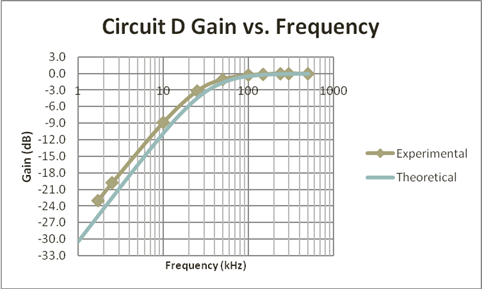 Circuit D Gain vs. Frequency
Gain (dB)
3.0
0.0
-3.0
-6.0
-9.0
-12.0
-15.0
-18.0
-21.0
-24.0
-27.0
-30.0
-33.0
1 10 100 1000
Frequency (kHz)
Experimental
Theoretical